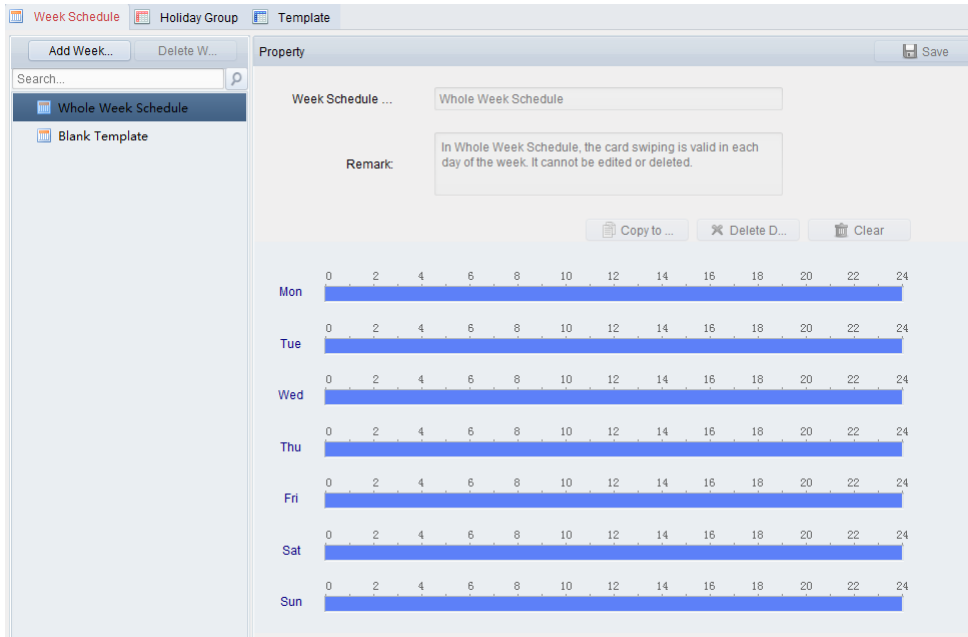 Week Schedule Holiday Group Template
Add Week... Delete W... Property Save
Search...
Whole Week Schedule
Blank Template
Week Schedule ... Whole Week Schedule
Remark: In Whole Week Schedule, the card swiping is valid in each
day of the week. It cannot be edited or deleted.
Copy to ... Delete D... Clear
0 2 4 6 8 10 12 14 16 18 20 22 24
Mon
0 2 4 6 8 10 12 14 16 18 20 22 24
Tue
0 2 4 6 8 10 12 14 16 18 20 22 24
Wed
0 2 4 6 8 10 12 14 16 18 20 22 24
Thu
0 2 4 6 8 10 12 14 16 18 20 22 24
Fri
0 2 4 6 8 10 12 14 16 18 20 22 24
Sat
0 2 4 6 8 10 12 14 16 18 20 22 24
Sun